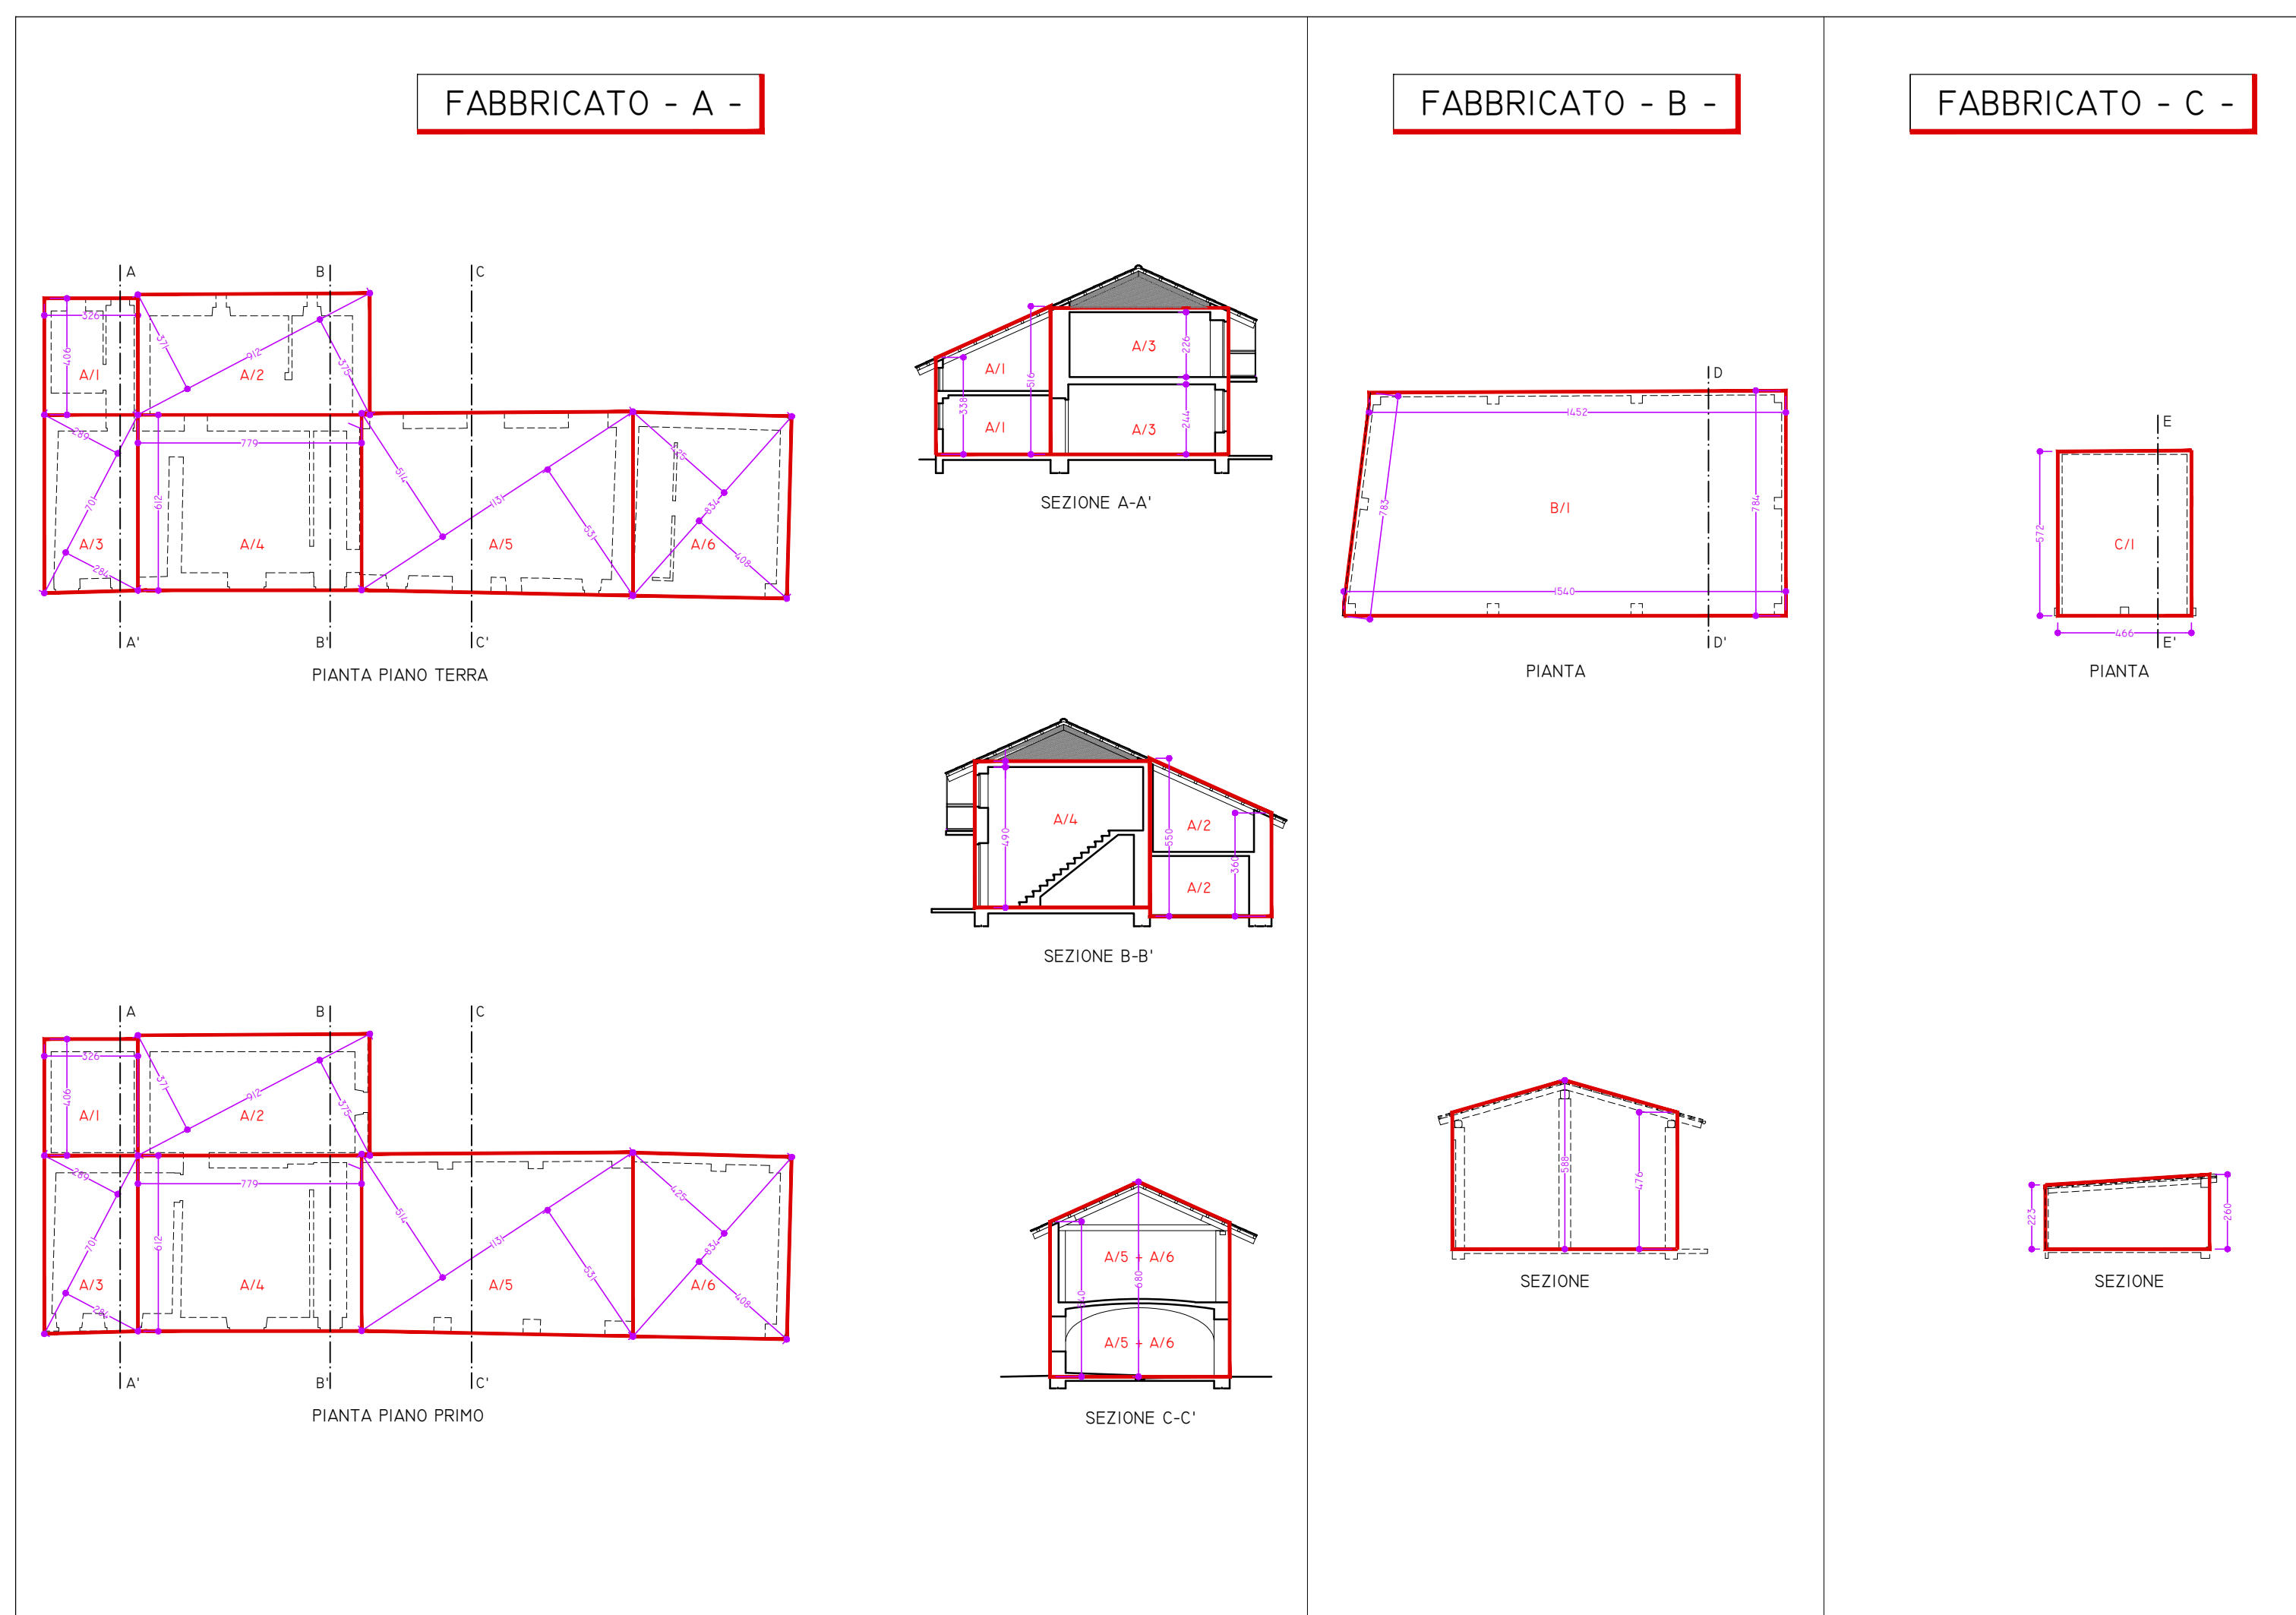 FABBRICATO - A -
A
B
C
326
406
371
912
375
A/1
A/2
289
779
701
612
514
1131
531
425
834
408
284
A/3
A/4
A/5
A/6
A'
B'
C'
PIANTA PIANO TERRA
A/1
A/3
516
226
338
A/1
A/3
244
SEZIONE A-A'
A/4
A/2
490
550
360
A/2
SEZIONE B-B'
A
B
C
326
406
371
912
375
A/1
A/2
289
779
701
612
514
1131
531
425
834
408
284
A/3
A/4
A/5
A/6
A'
B'
C'
PIANTA PIANO PRIMO
A/5 - A/6
680
A/5 - A/6
SEZIONE C-C'
FABBRICATO - B -
D
1452
783
784
B/1
1540
D'
PIANTA
588
476
SEZIONE
FABBRICATO - C -
E
572
C/1
466
E'
PIANTA
223
260
SEZIONE